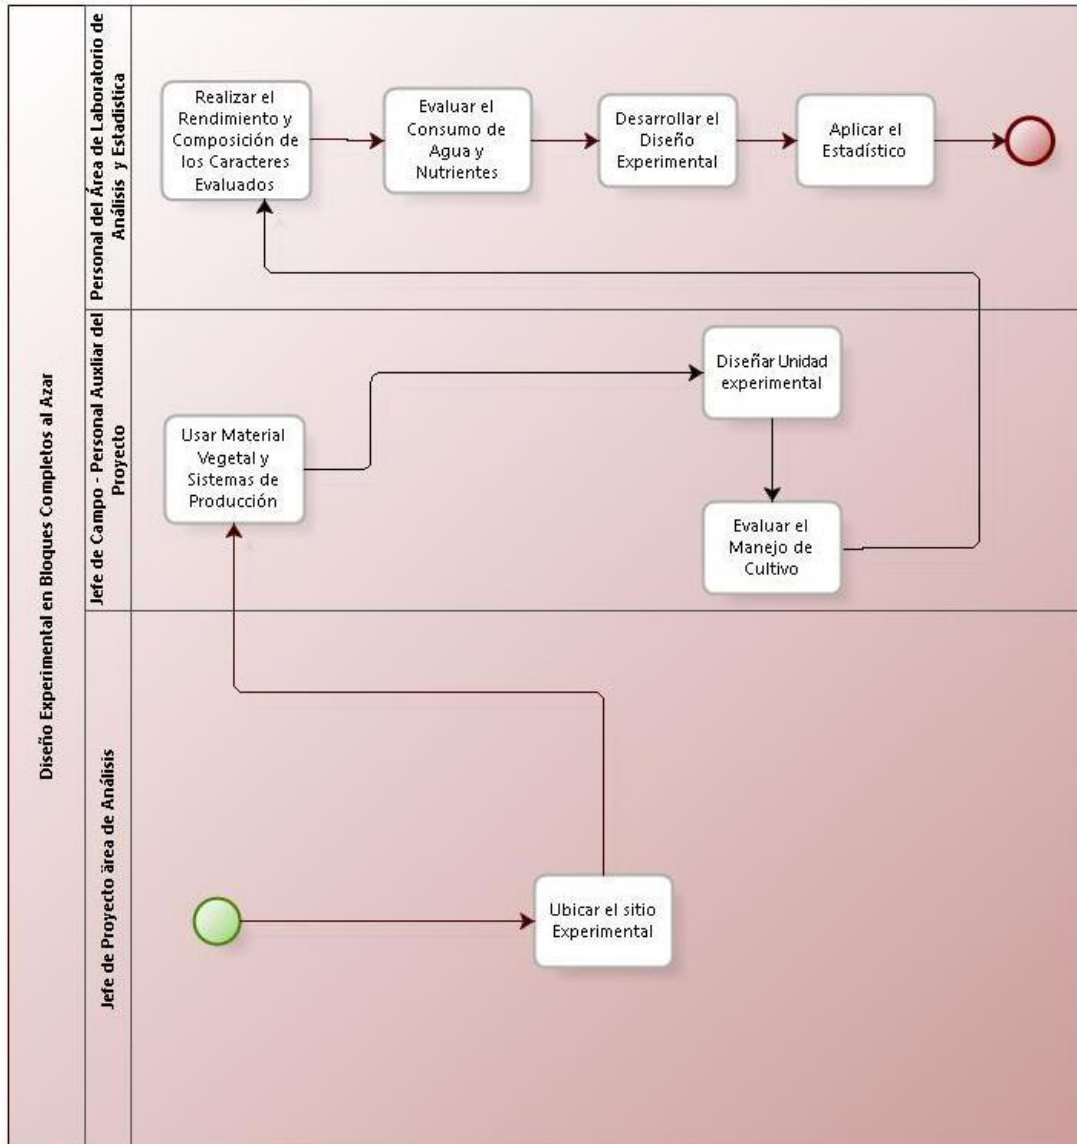 Diseño Experimental en Bloques Completos al Azar
Personal del Área de Laboratorio de
Análisis y Estadística
Realizar el
Rendimiento y
Composición de
los Caracteres
Evaluados
Evaluar el
Consumo de
Agua y
Nutrientes
Desarrollar el
Diseño
Experimental
Aplicar el
Estadístico
Jefe de Campo - Personal Auxliar del
Proyecto
Usar Material
Vegetal y
Sistemas de
Producción
Diseñar Unidad
experimental
Evaluar el
Manejo de
Cultivo
Jefe de Proyecto ärea de Análisis
Ubicar el sitio
Experimental